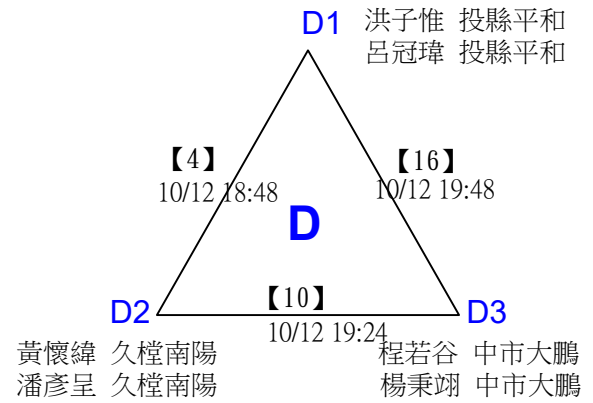 D1 洪子惟 投縣平和
呂冠瑋 投縣平和
【4】 【16】
10/12 18:48 10/12 19:48
D
【10】
D2 D3
10/12 19:24
黃懷緯 久樘南陽 程若谷 中市大鵬
潘彥呈 久樘南陽 楊秉翊 中市大鵬